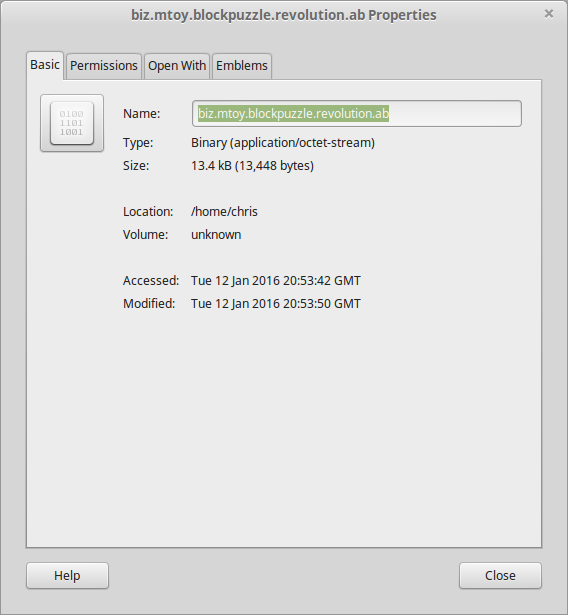 biz.mtoy.blockpuzzle.revolution.ab Properties
Basic Permissions Open With Emblems
0100
1101
1001
Name: biz.mtoy.blockpuzzle.revolution.ab
Type: Binary (application/octet-stream)
Size: 13.4 kB (13,448 bytes)
Location: /home/chris
Volume: unknown
Accessed: Tue 12 Jan 2016 20:53:42 GMT
Modified: Tue 12 Jan 2016 20:53:50 GMT
Help Close